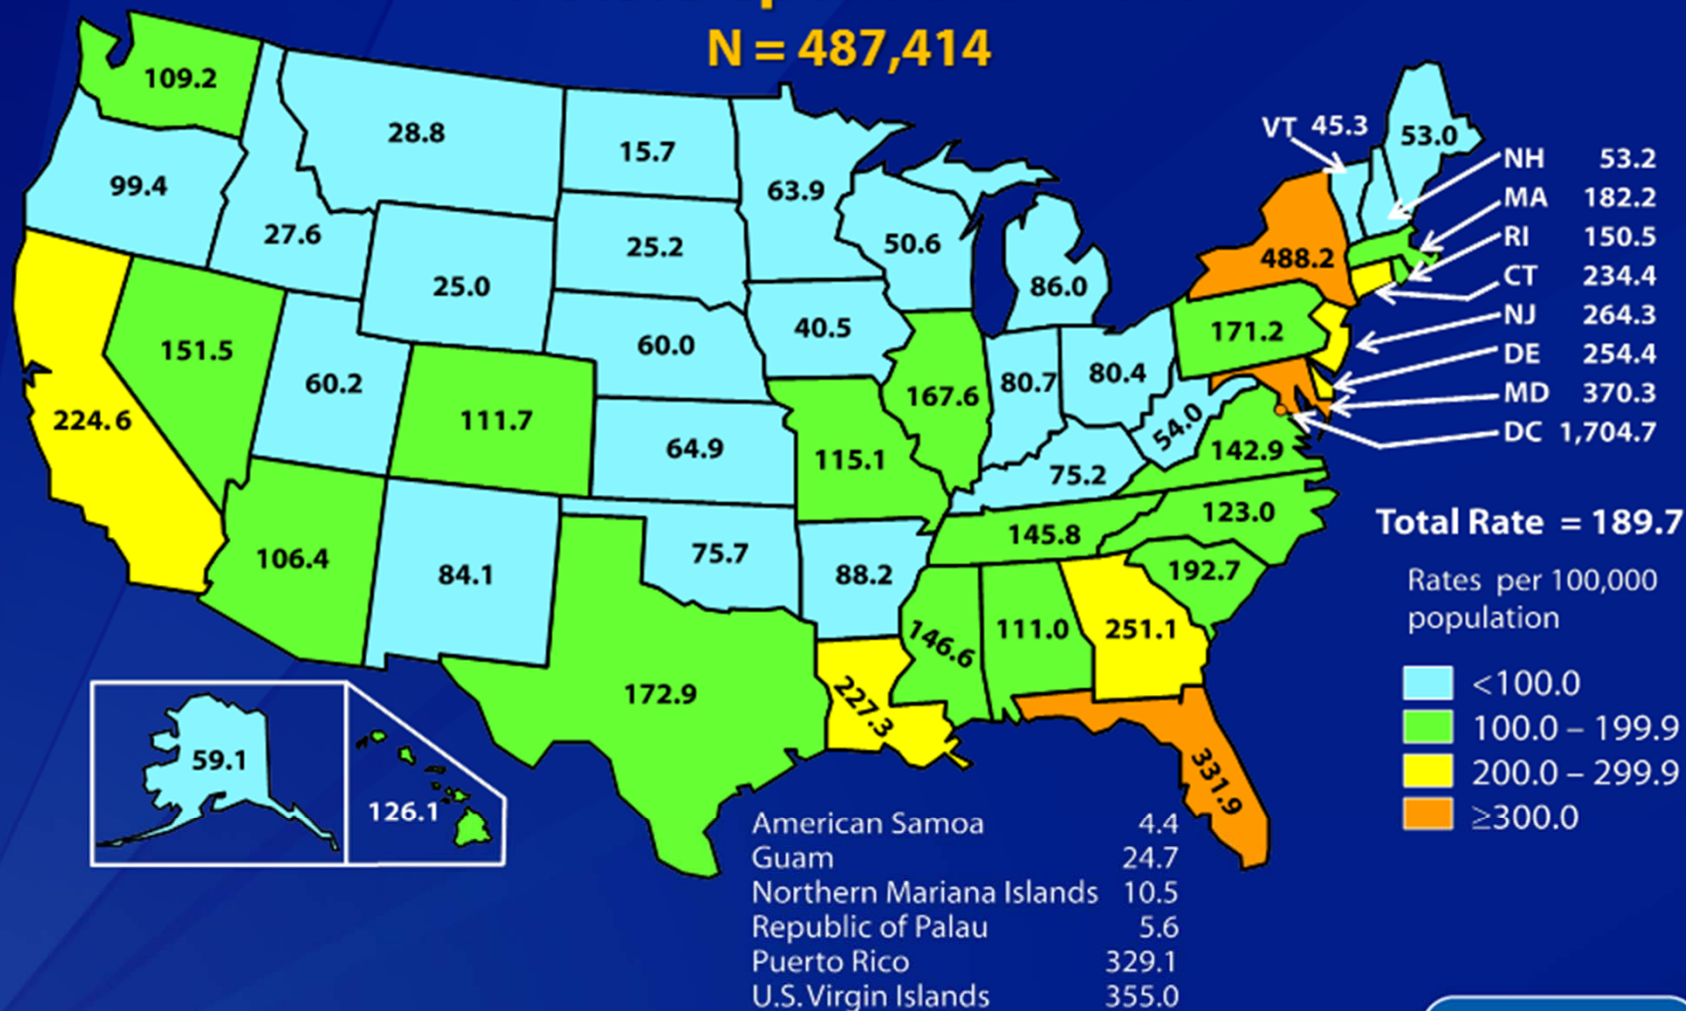 N = 487,414
109.2
28.8
15.7
63.9
VT 45.3
53.0
NH 53.2
MA 182.2
RI 150.5
CT 234.4
NJ 264.3
DE 254.4
MD 370.3
DC 1,704.7
99.4
27.6
25.0
25.2
50.6
86.0
488.2
151.5
60.2
60.0
40.5
171.2
224.6
111.7
64.9
115.1
167.6
80.7
80.4
54.0
142.9
75.2
106.4
84.1
75.7
88.2
145.8
123.0
192.7
172.9
227.3
146.6
111.0
251.1
331.9
59.1
126.1
Total Rate = 189.7
Rates per 100,000
population
<100.0
100.0 – 199.9
200.0 – 299.9
≥300.0
American Samoa 4.4
Guam 24.7
Northern Mariana Islands 10.5
Republic of Palau 5.6
Puerto Rico 329.1
U.S. Virgin Islands 355.0